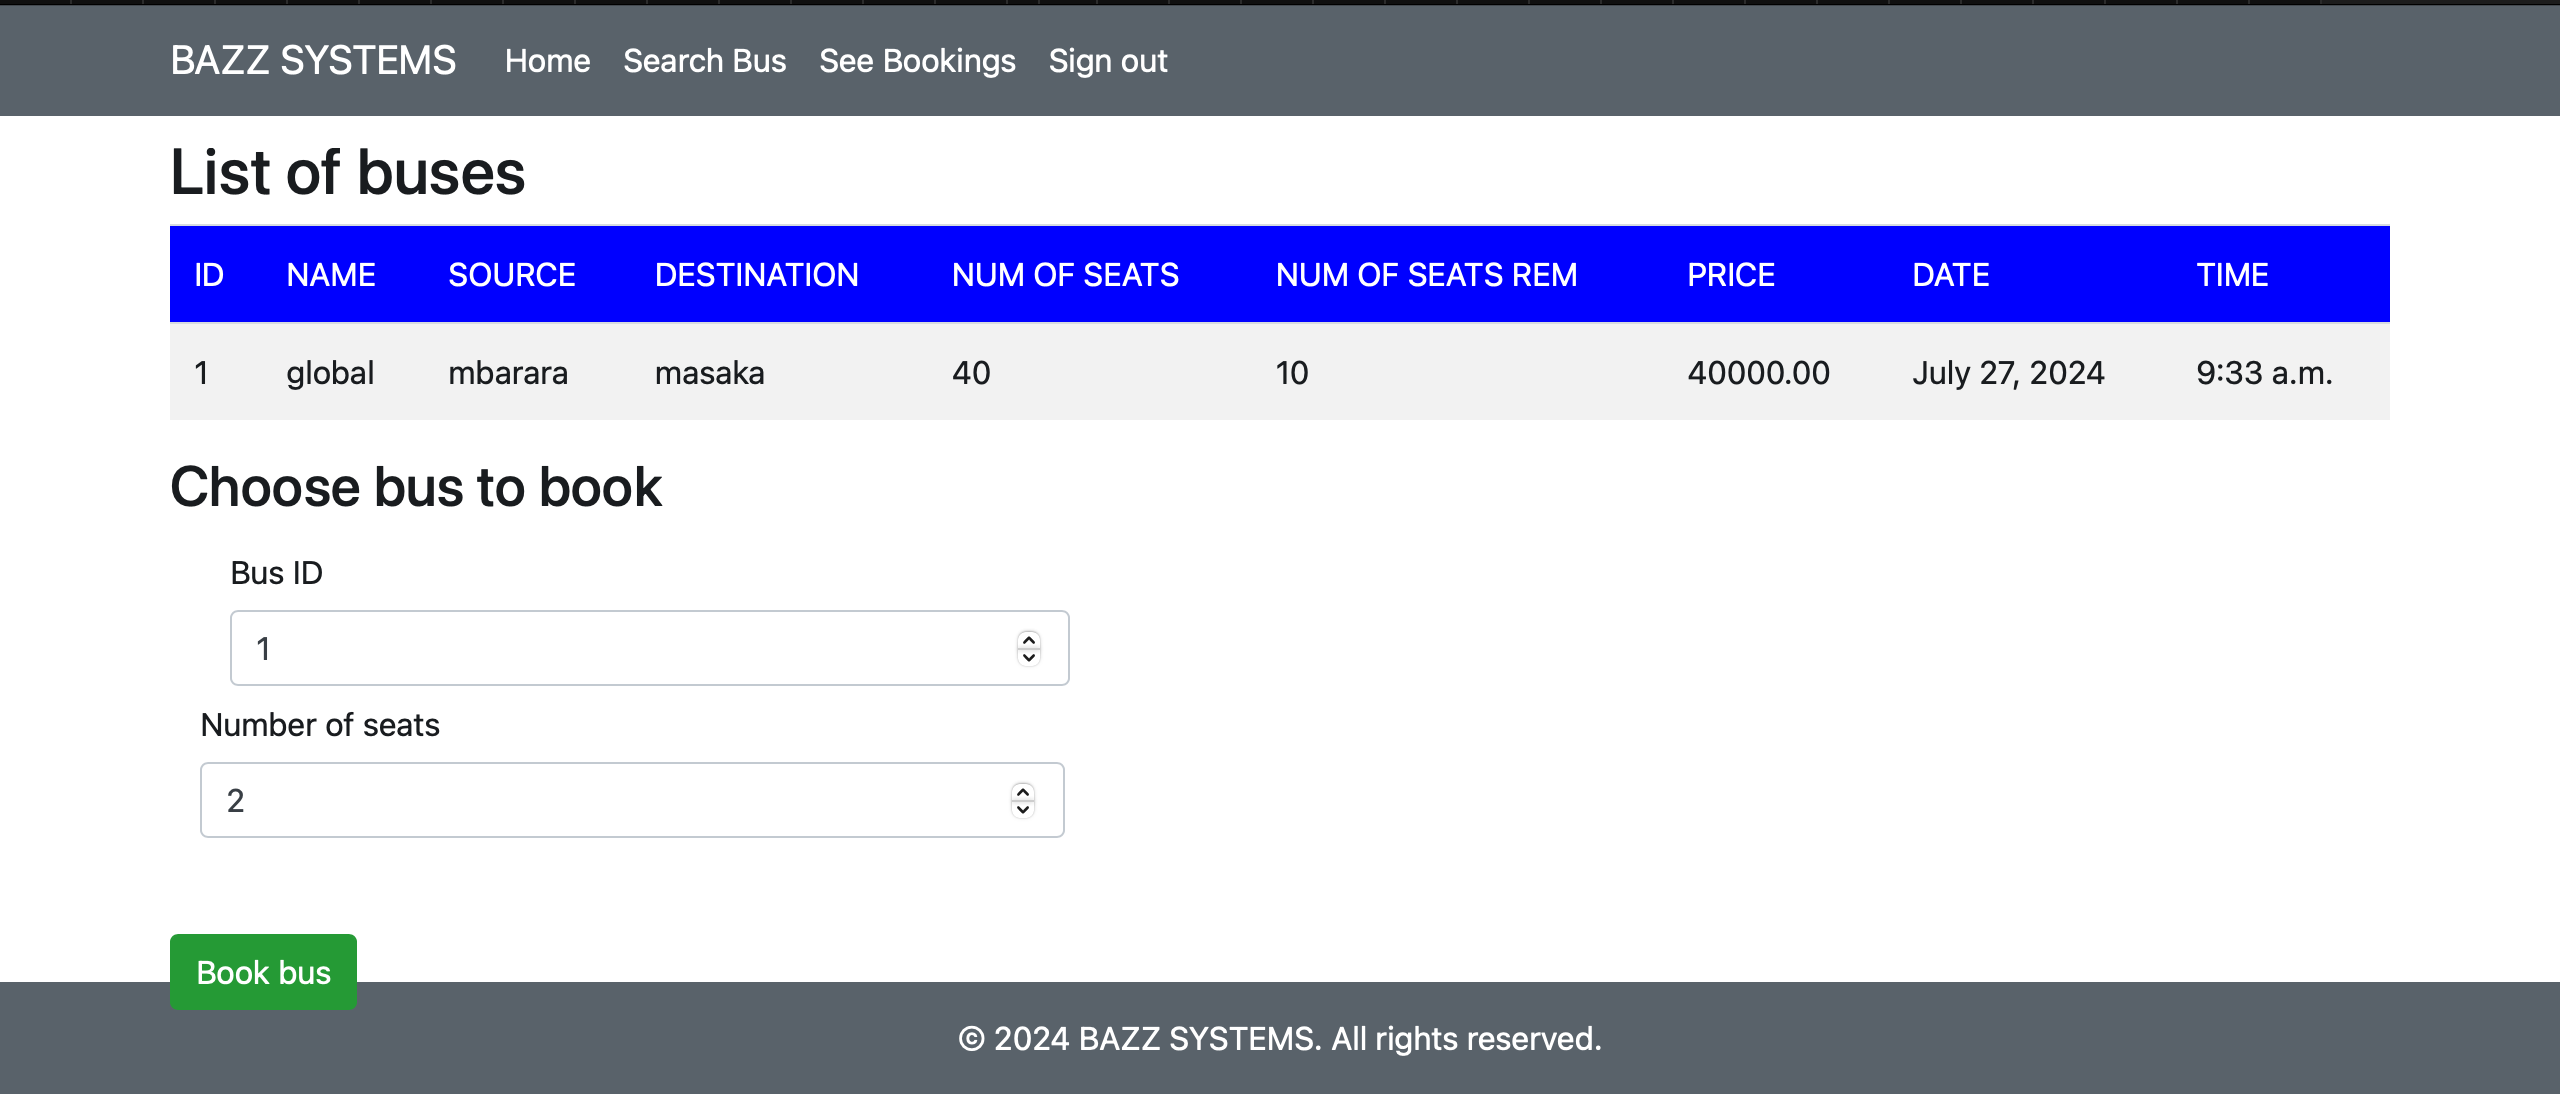 BAZZ SYSTEMS Home Search Bus See Bookings Sign out
List of buses
ID NAME SOURCE DESTINATION NUM OF SEATS NUM OF SEATS REM PRICE DATE TIME
1 global mbarara masaka 40 10 40000.00 July 27, 2024 9:33 a.m.
Choose bus to book
Bus ID
1
Number of seats
2
Book bus
© 2024 BAZZ SYSTEMS. All rights reserved.